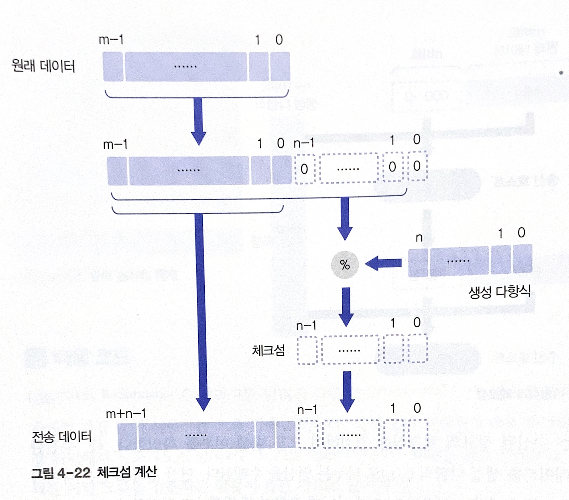 m-1 1 0
원래 데이터 ······
m-1 1 0 n-1 1 0
······ 0 ······ 0 0
n 1 0
% ······
생성 다항식
n-1 1 0
체크섬 ······
m+n-1 n-1 1 0
전송 데이터 ······ ······
그림 4-22 체크섬 계산